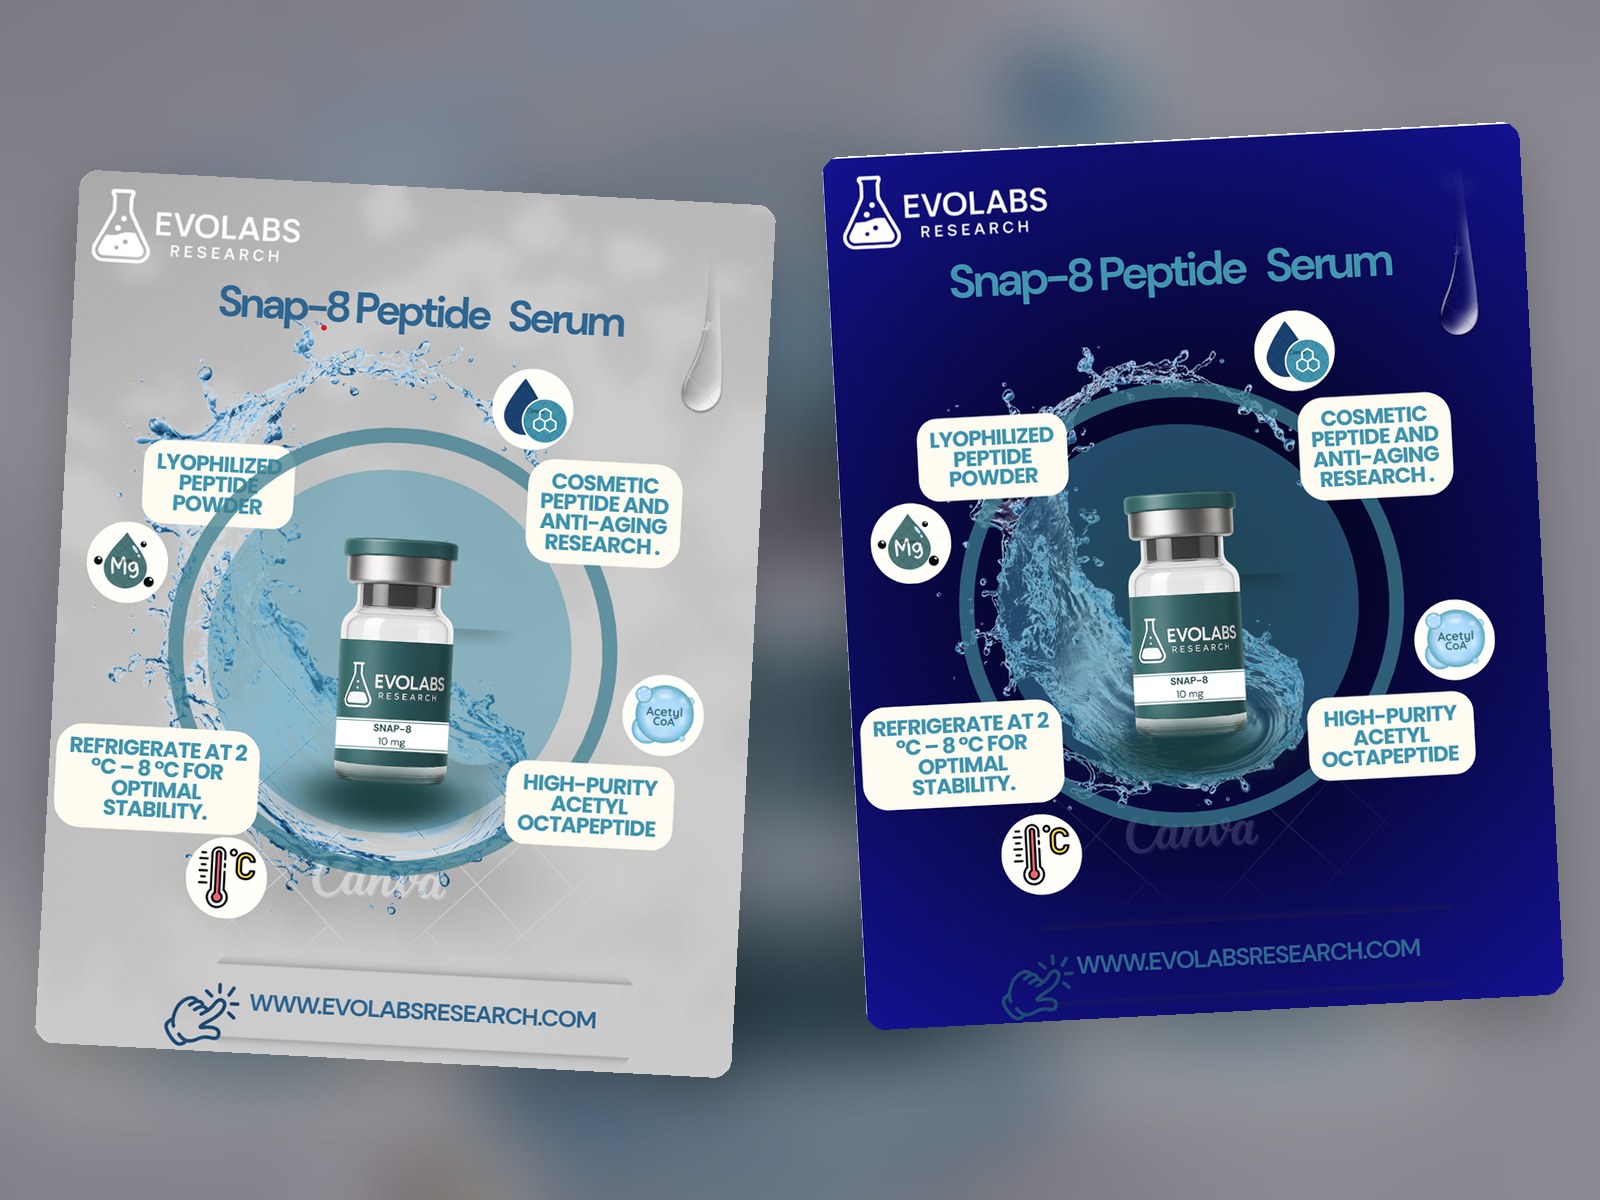 EVOLABS
RESEARCH
Snap-8 Peptide Serum
LYOPHILIZED
PEPTIDE
POWDER
COSMETIC
PEPTIDE AND
ANTI-AGING
RESEARCH .
Mg
EVOLABS
RESEARCH
SNAP-8
10 mg
Acetyl
CoA
REFRIGERATE AT 2
°C – 8 °C FOR
OPTIMAL
STABILITY.
HIGH-PURITY
ACETYL
OCTAPEPTIDE
°C
Canva
WWW.EVOLABSRESEARCH.COM
EVOLABS
RESEARCH
Snap-8 Peptide Serum
LYOPHILIZED
PEPTIDE
POWDER
COSMETIC
PEPTIDE AND
ANTI-AGING
RESEARCH .
Mg
EVOLABS
RESEARCH
SNAP-8
10 mg
Acetyl
CoA
REFRIGERATE AT 2
°C – 8 °C FOR
OPTIMAL
STABILITY.
HIGH-PURITY
ACETYL
OCTAPEPTIDE
°C
Canva
WWW.EVOLABSRESEARCH.COM